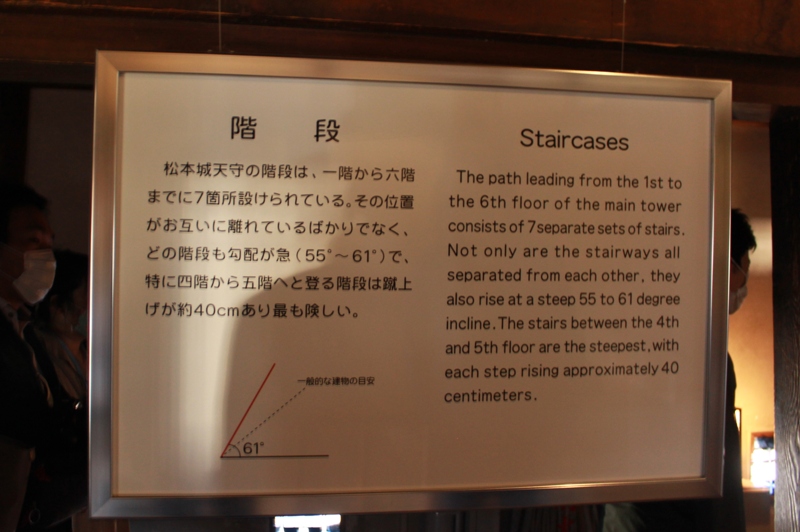 階 段
松本城天守の階段は、一階から六階
までに7箇所設けられている。その位置
がお互いに離れているばかりでなく、
どの階段も勾配が急（55°～61°）で、
特に四階から五階へと登る階段は蹴上
げが約40cmあり最も険しい。
一般的な建物の目安
61°
Staircases
The path leading from the 1st to
the 6th floor of the main tower
consists of 7separate sets of stairs.
Not only are the stairways all
separated from each other, they
also rise at a steep 55 to 61 degree
incline. The stairs between the 4th
and 5th floor are the steepest, with
each step rising approximately 40
centimeters.